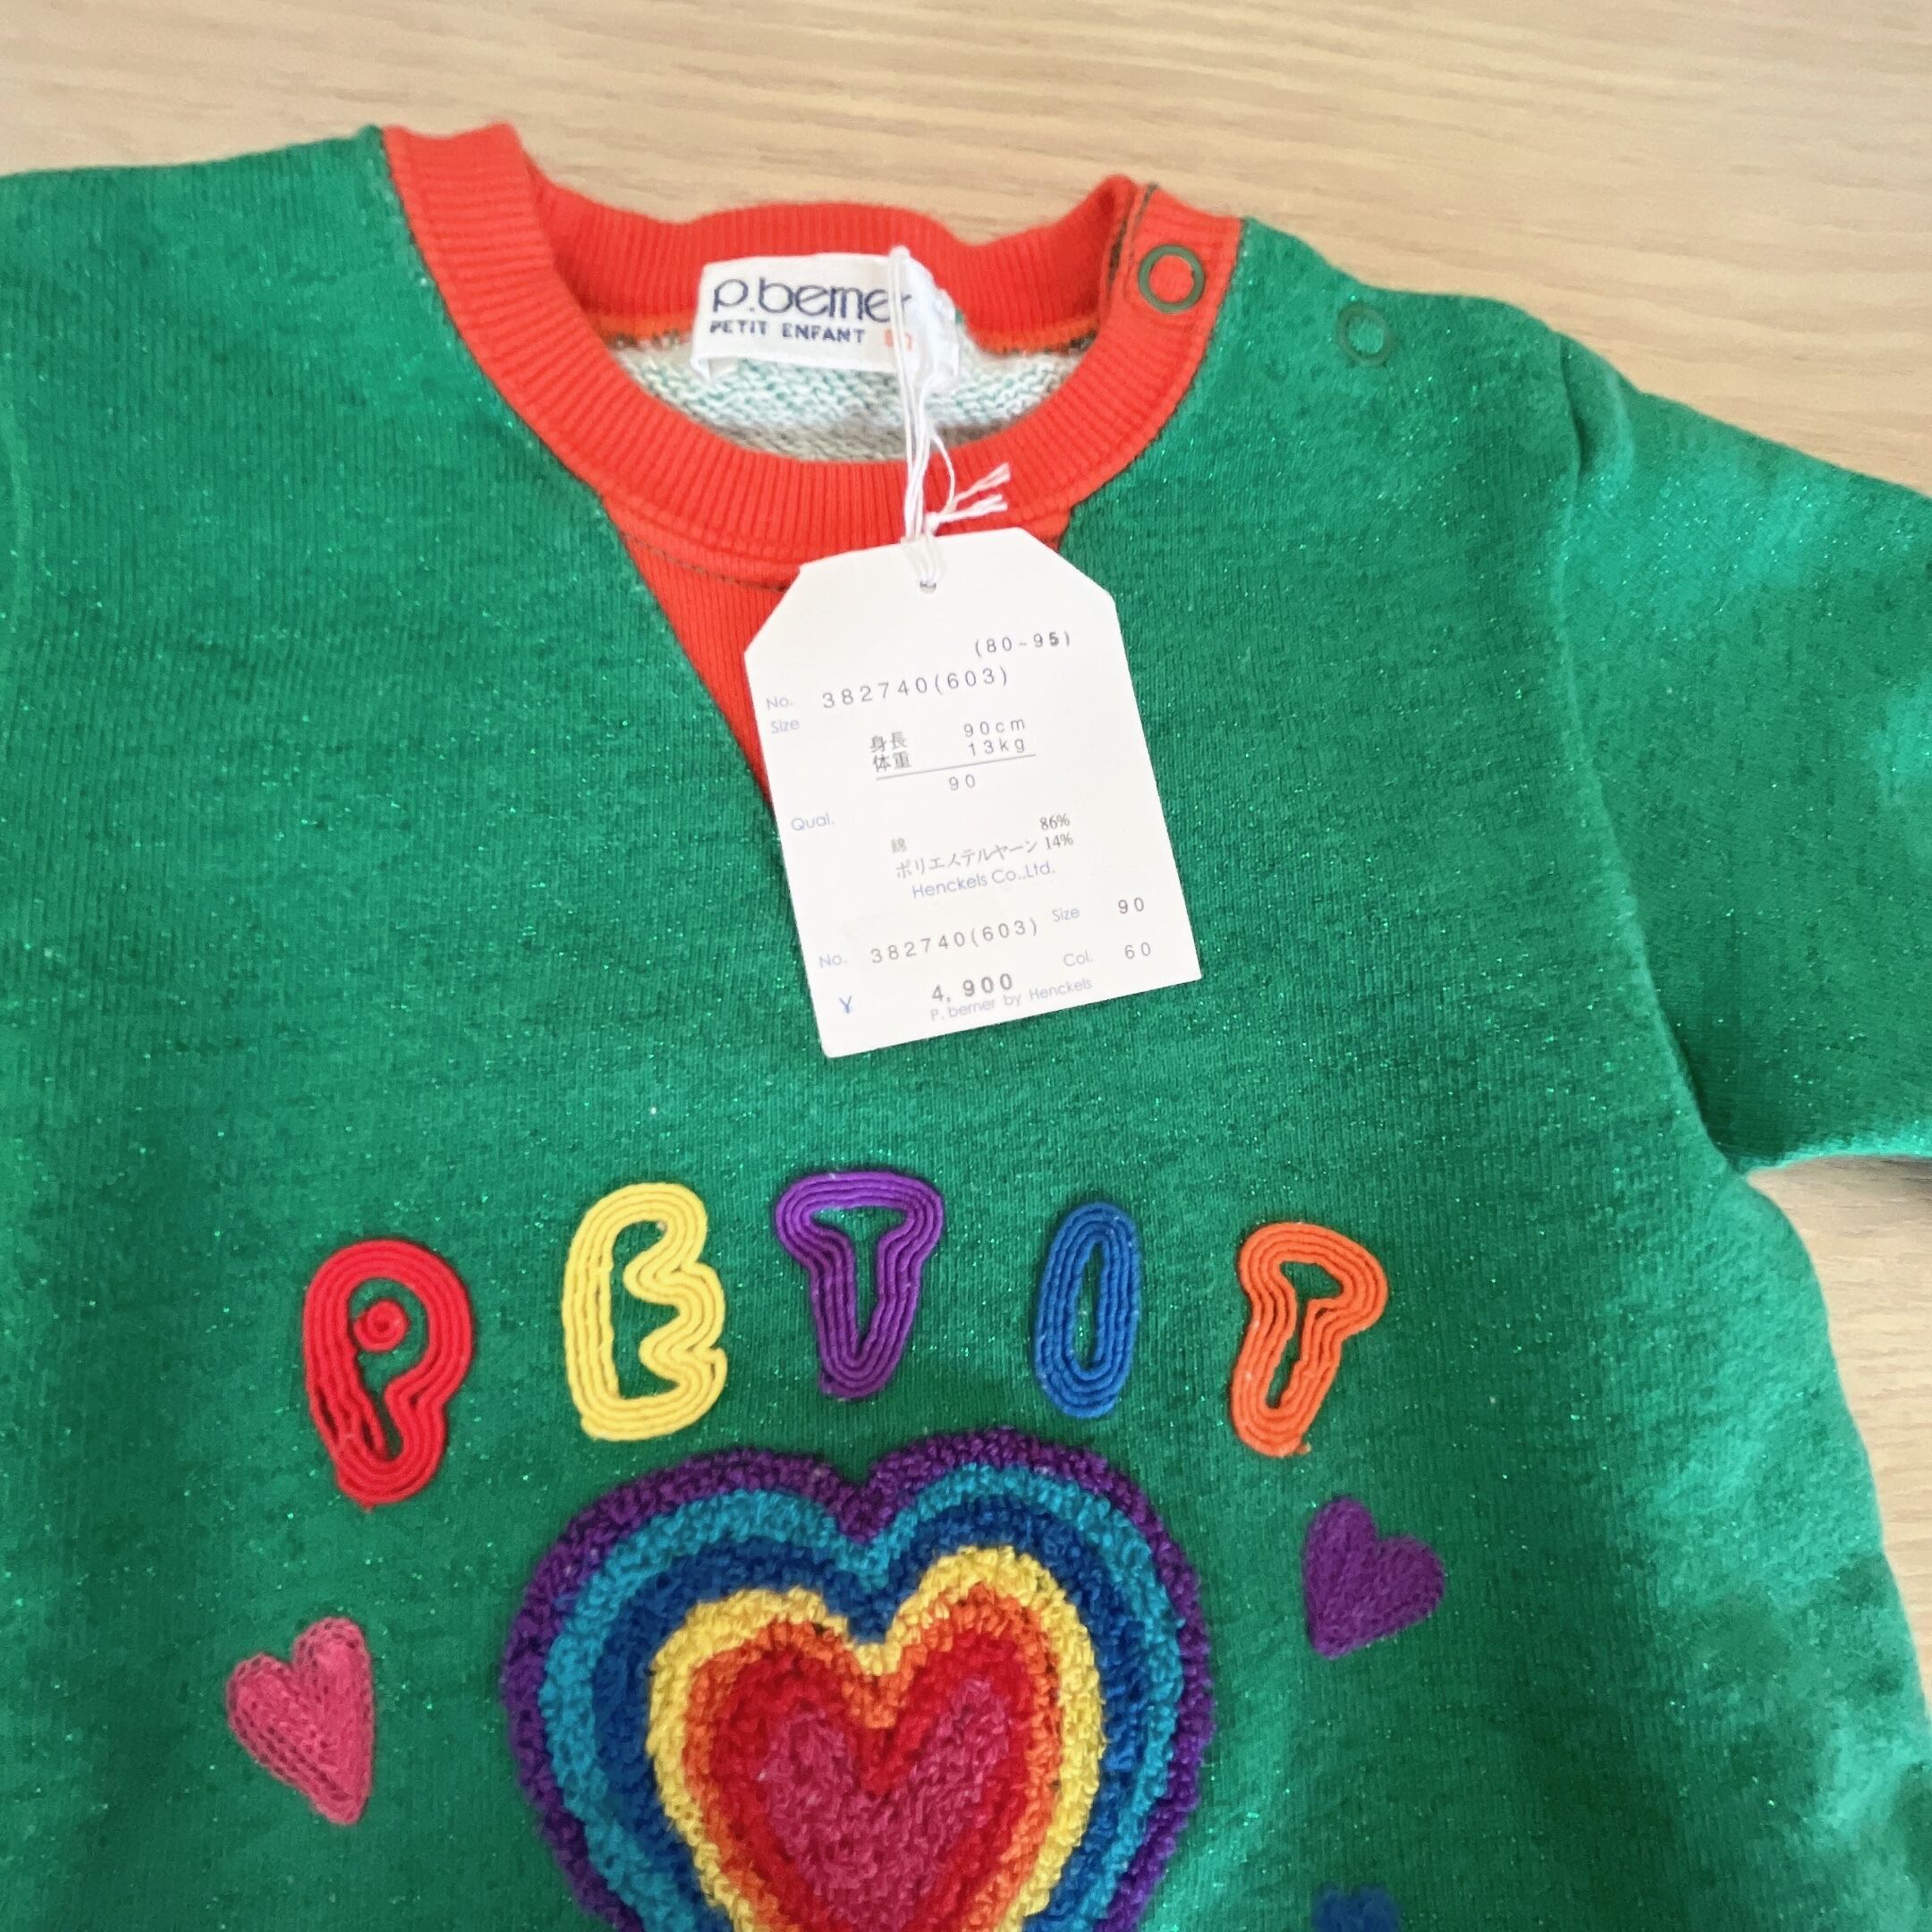 p.berner
PETIT ENFANT
(80-95)
No. 382740(603)
Size
身長 90cm
体重 13kg
90
Qual.
綿 86%
ポリエステルヤーン 14%
Henckels Co.,Ltd.
No. 382740(603) Size 90
Col. 60
¥ 4,900
P.berner by Henckels
PETIT